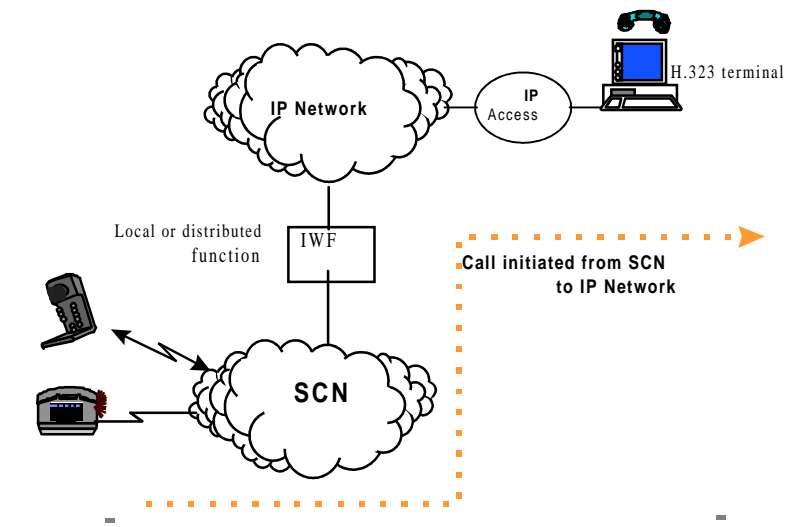 IP Network
IP
Access
H.323 terminal
Local or distributed
function
IWF
Call initiated from SCN
to IP Network
SCN